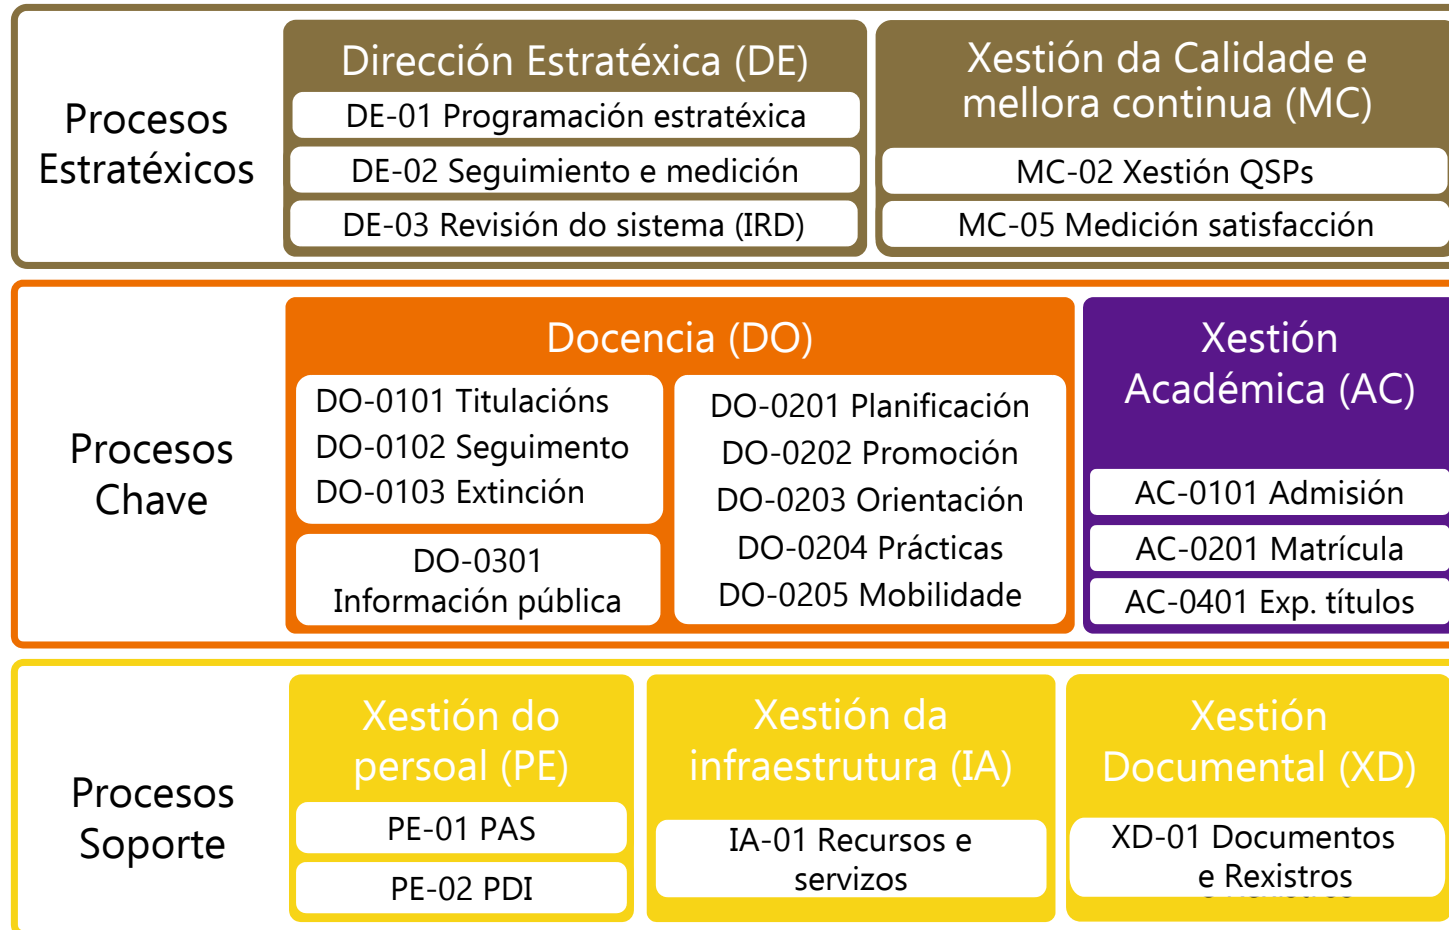 Procesos
Estratéxicos
Dirección Estratéxica (DE)
DE-01 Programación estratéxica
DE-02 Seguimiento e medición
DE-03 Revisión do sistema (IRD)
Xestión da Calidade e
mellora continua (MC)
MC-02 Xestión QSPs
MC-05 Medición satisfacción
Procesos
Chave
Docencia (DO)
DO-0101 Titulacións
DO-0102 Seguimento
DO-0103 Extinción
DO-0301
Información pública
DO-0201 Planificación
DO-0202 Promoción
DO-0203 Orientación
DO-0204 Prácticas
DO-0205 Mobilidade
Xestión
Académica (AC)
AC-0101 Admisión
AC-0201 Matrícula
AC-0401 Exp. títulos
Procesos
Soporte
Xestión do
persoal (PE)
PE-01 PAS
PE-02 PDI
Xestión da
infraestrutura (IA)
IA-01 Recursos e
servizos
Xestión
Documental (XD)
XD-01 Documentos
e Rexistros